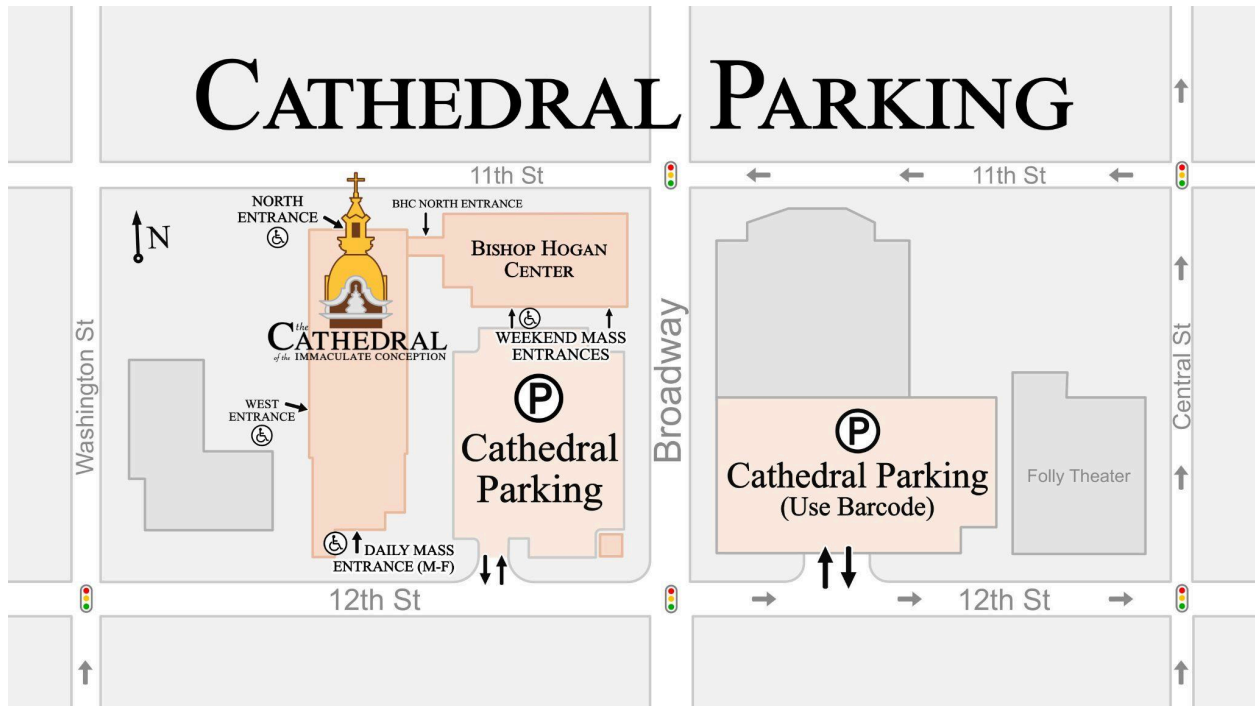 CATHEDRAL PARKING
11th St
11th St
NORTH
ENTRANCE
BHC NORTH ENTRANCE
N
BISHOP HOGAN
CENTER
the
CATHEDRAL
of the IMMACULATE CONCEPTION
WEEKEND MASS
ENTRANCES
Washington St
WEST
ENTRANCE
P
Cathedral
Parking
Broadway
P
Cathedral Parking
(Use Barcode)
Folly Theater
Central St
DAILY MASS
ENTRANCE (M-F)
12th St
12th St